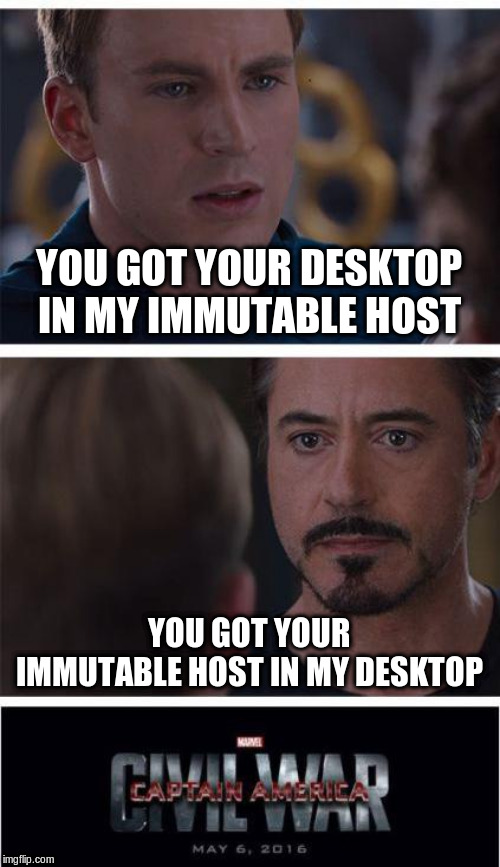 YOU GOT YOUR DESKTOP
IN MY IMMUTABLE HOST
YOU GOT YOUR
IMMUTABLE HOST IN MY DESKTOP
MARVEL
CIVIL WAR
CAPTAIN AMERICA
MAY 6, 2016
imgflip.com